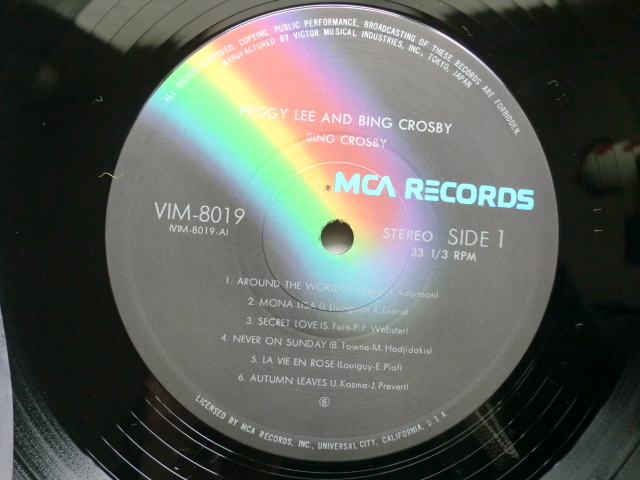 ALL RIGHTS RESERVED, COPYING, PUBLIC PERFORMANCE, BROADCASTING OF THESE RECORDS ARE FORBIDDEN.
MANUFACTURED BY VICTOR MUSICAL INDUSTRIES, INC., TOKYO, JAPAN
PEGGY LEE AND BING CROSBY
BING CROSBY
® MCA RECORDS
VIM-8019
(VIM-8019-A)
STEREO SIDE 1
33 1/3 RPM
1. AROUND THE WORLD Adamson)
2. MONA LISA (J. Livingston-R. Evans)
3. SECRET LOVE (S. Fain-P. F. Webster)
4. NEVER ON SUNDAY (B. Towne-M. Hadjidakis)
5. LA VIE EN ROSE (Louiguy-E. Piaf)
6. AUTUMN LEAVES (J. Kosma-J. Prevert)
6
LICENSED BY MCA RECORDS, INC., UNIVERSAL CITY, CALIFORNIA, U.S.A.